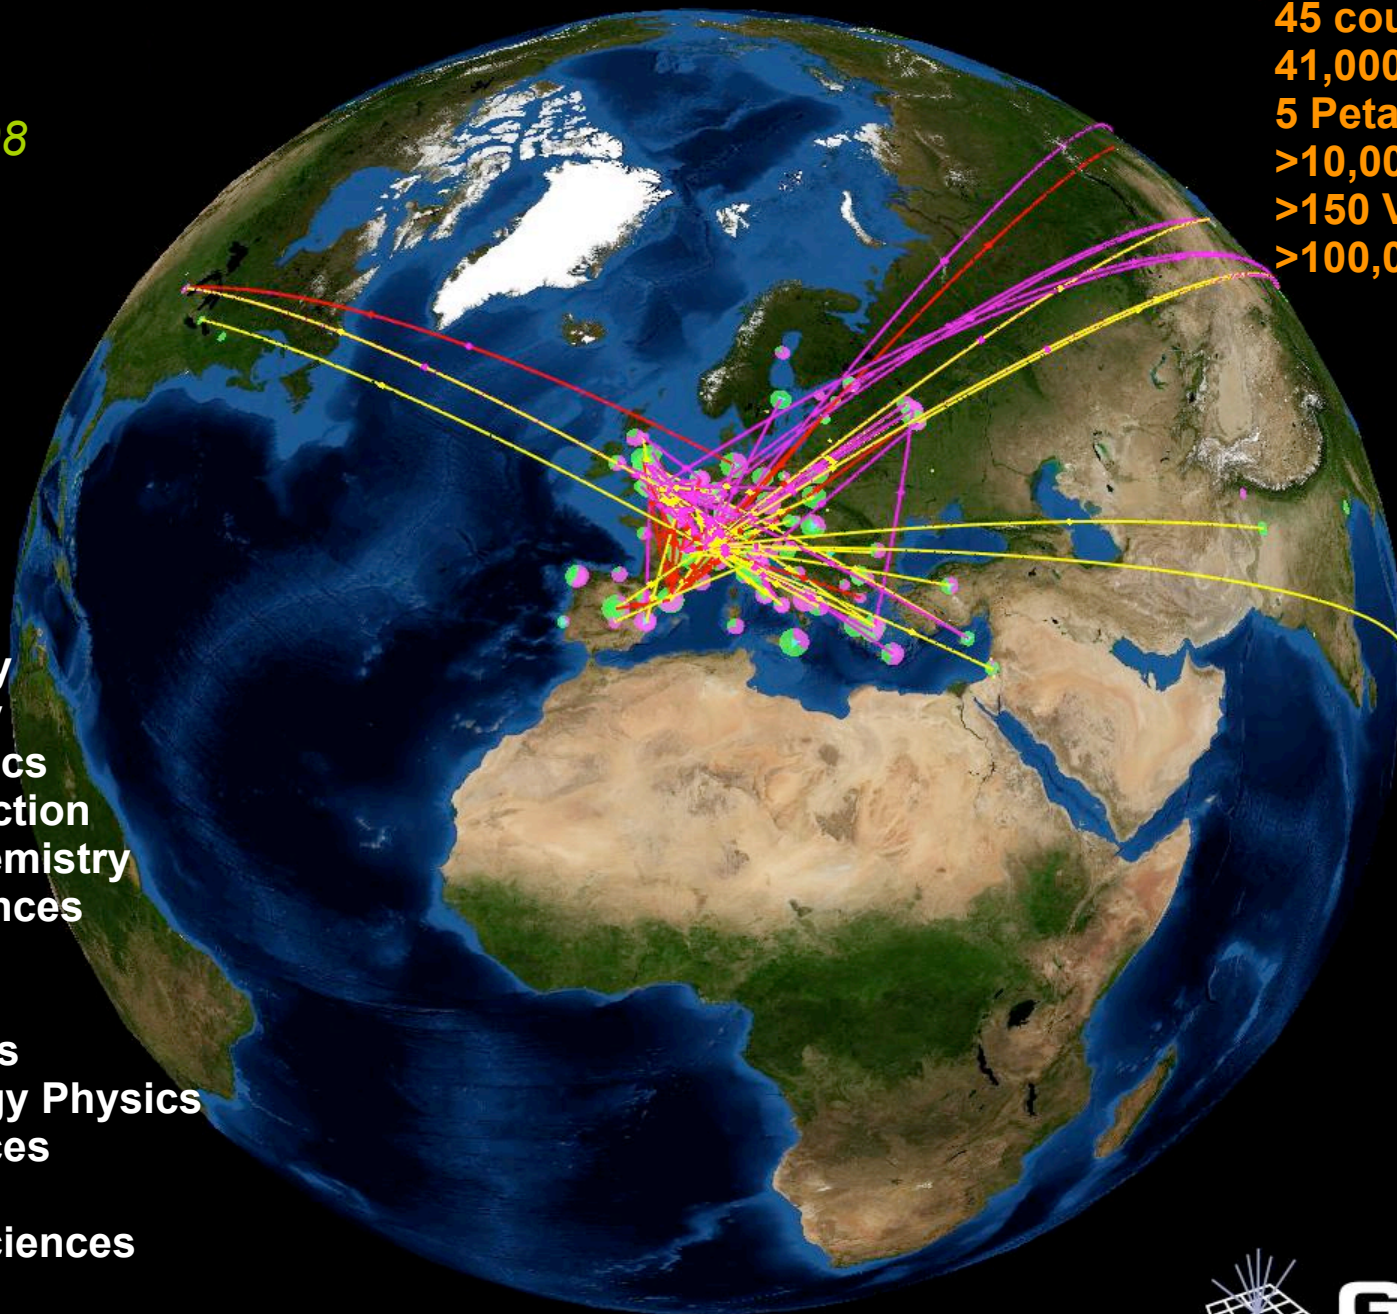 8
45 cou
41,000
5 Peta
>10,00
>150 V
>100,0
y
y
cs
ction
emistry
nces
s
gy Physics
ces
ciences
G